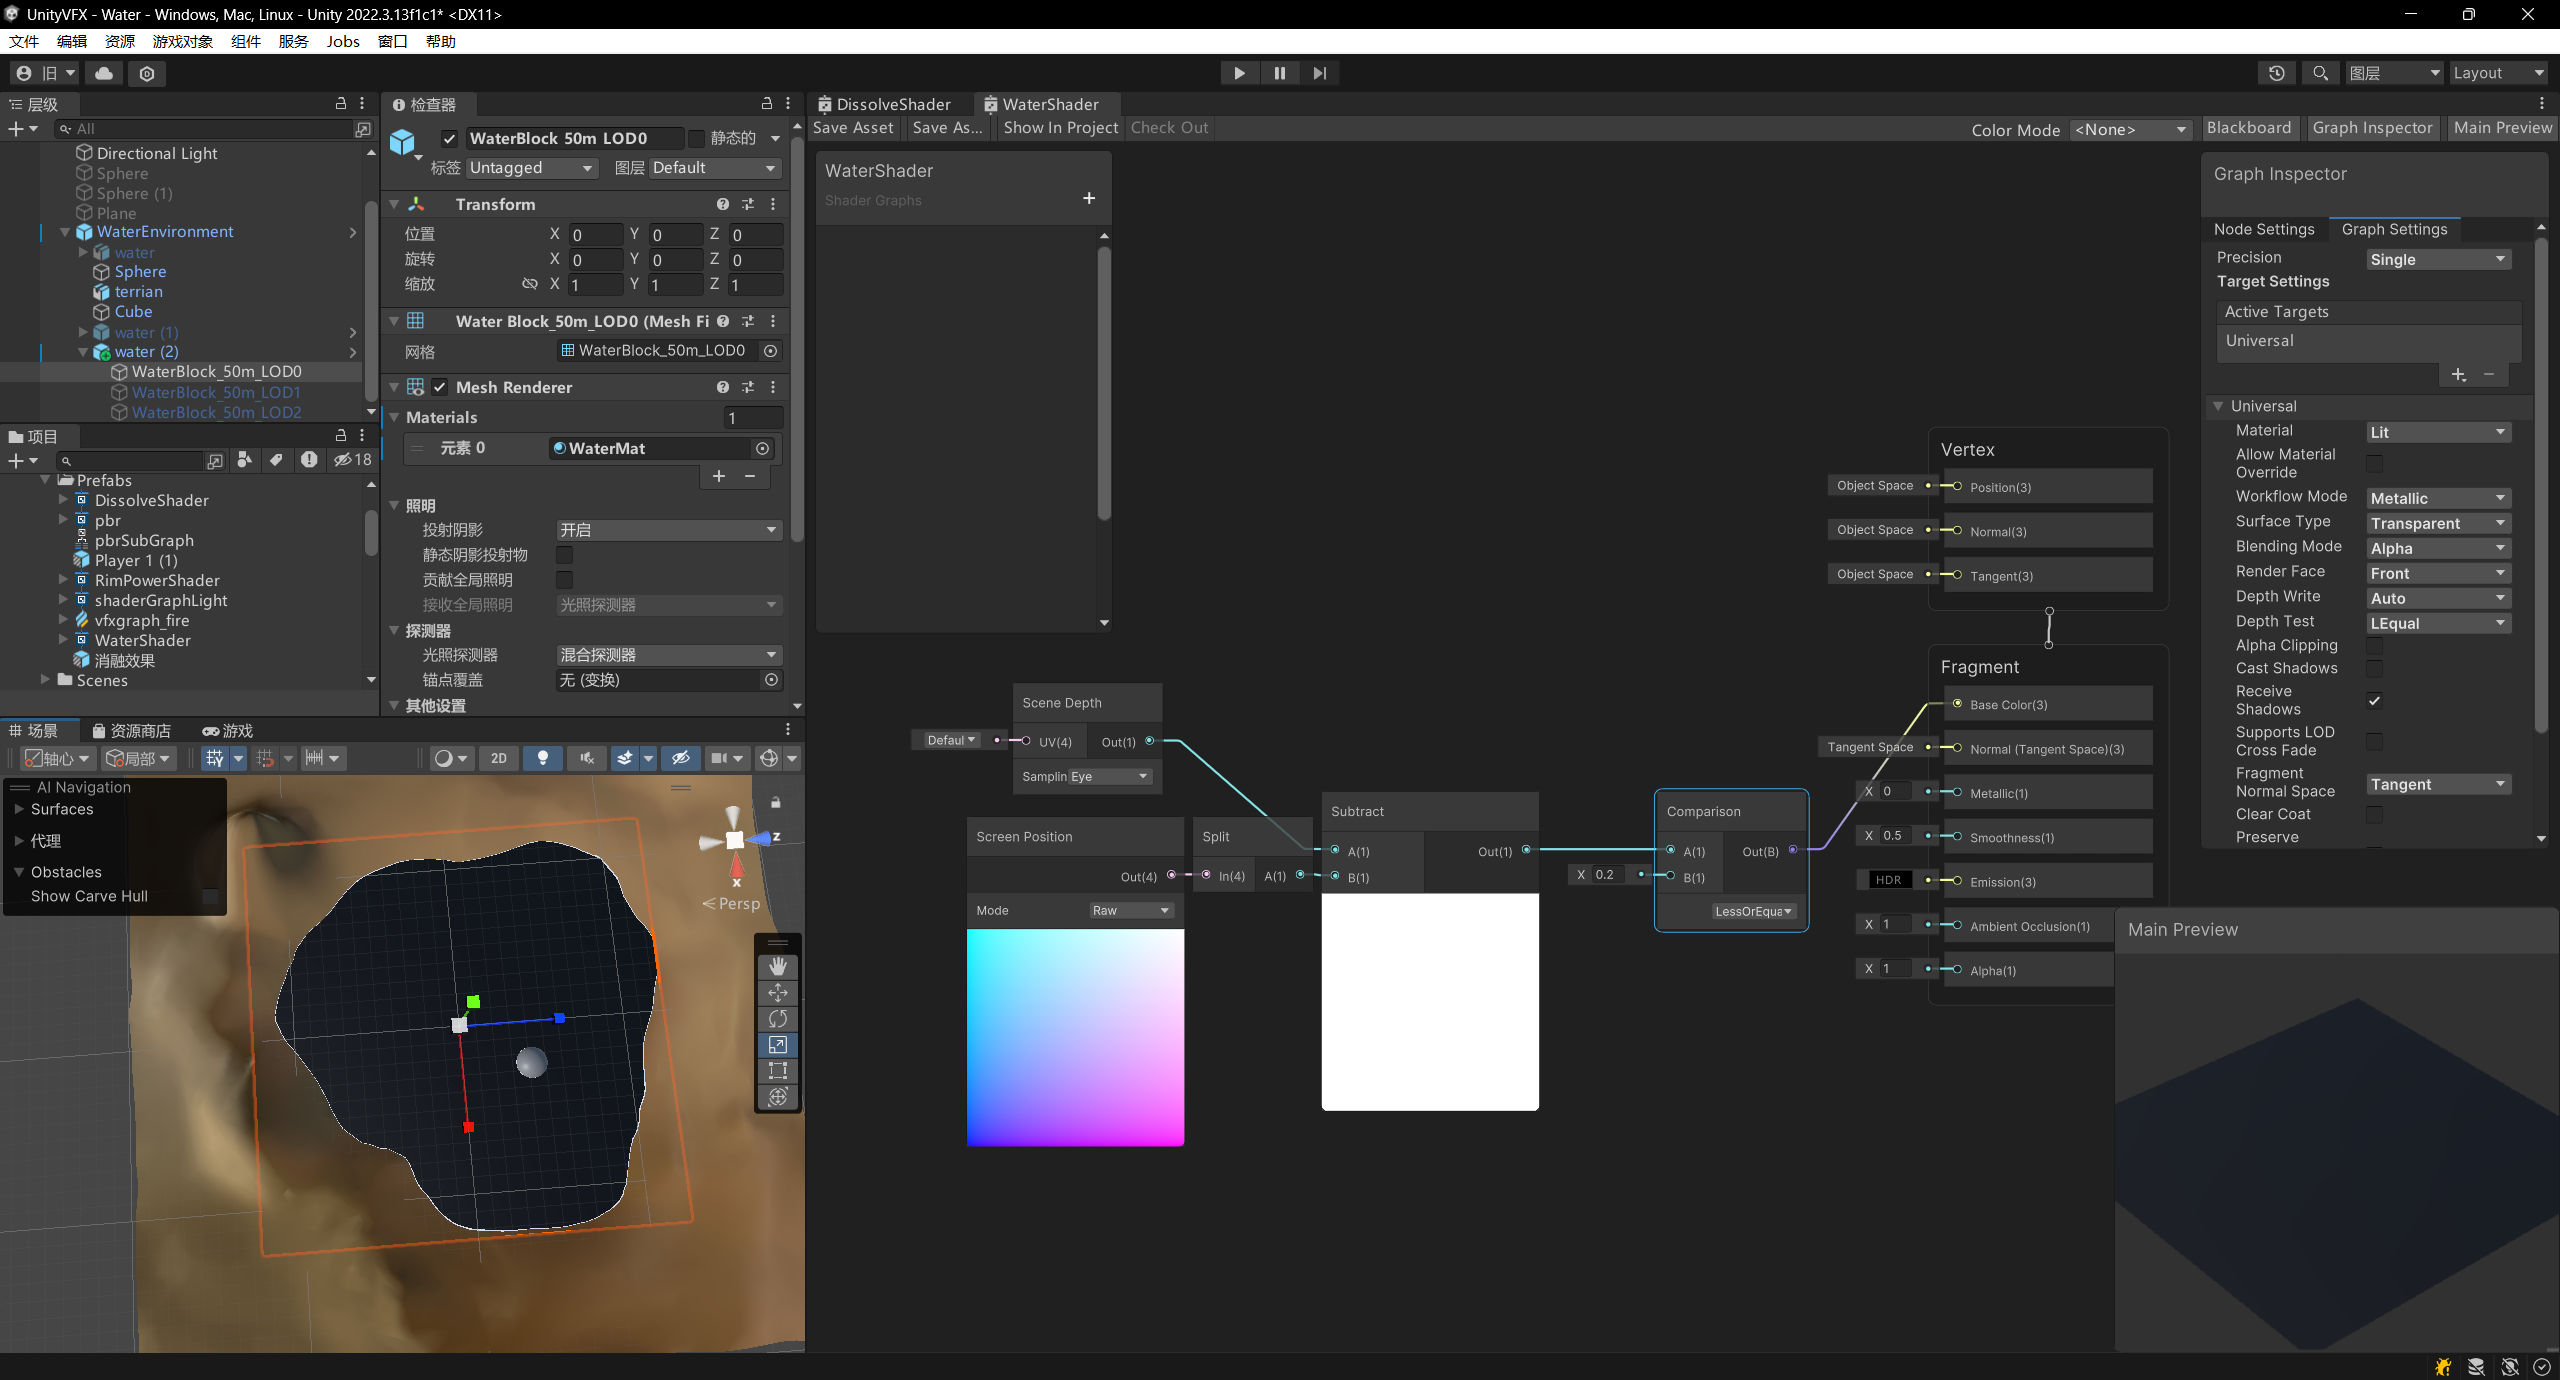 UnityVFX - Water - Windows, Mac, Linux - Unity 2022.3.13f1c1* <DX11>
文件 编辑 资源 游戏对象 组件 服务 Jobs 窗口 帮助
旧
图层 Layout
层级
All
Directional Light
Sphere
Sphere (1)
Plane
WaterEnvironment
water
Sphere
terrian
Cube
water (1)
water (2)
WaterBlock_50m_LOD0
WaterBlock_50m_LOD1
WaterBlock_50m_LOD2
项目
18
Prefabs
DissolveShader
pbr
pbrSubGraph
Player 1 (1)
RimPowerShader
shaderGraphLight
vfxgraph_fire
WaterShader
消融效果
Scenes
检查器
WaterBlock 50m LOD0 静态的
标签 Untagged 图层 Default
Transform
位置 X 0 Y 0 Z 0
旋转 X 0 Y 0 Z 0
缩放 X 1 Y 1 Z 1
Water Block_50m_LOD0 (Mesh Fi
网格 WaterBlock_50m_LOD0
Mesh Renderer
Materials 1
元素 0 WaterMat
照明
投射阴影 开启
静态阴影投射物
贡献全局照明
接收全局照明 光照探测器
探测器
光照探测器 混合探测器
锚点覆盖 无 (变换)
其他设置
场景 资源商店 游戏
轴心 局部 2D
AI Navigation
Surfaces
代理
Obstacles
Show Carve Hull
z
x
Persp
DissolveShader WaterShader
Save Asset Save As... Show In Project Check Out
Color Mode <None> Blackboard Graph Inspector Main Preview
WaterShader
Shader Graphs
Scene Depth
Defaul UV(4) Out(1)
Samplin Eye
Screen Position
Out(4)
Mode Raw
Split
In(4) A(1)
Subtract
A(1) Out(1)
B(1)
X 0.2
Comparison
A(1) Out(B)
B(1)
LessOrEqua
Vertex
Object Space Position(3)
Object Space Normal(3)
Object Space Tangent(3)
Fragment
Base Color(3)
Tangent Space Normal (Tangent Space)(3)
X 0 Metallic(1)
X 0.5 Smoothness(1)
HDR Emission(3)
X 1 Ambient Occlusion(1)
X 1 Alpha(1)
Graph Inspector
Node Settings Graph Settings
Precision Single
Target Settings
Active Targets
Universal
Universal
Material Lit
Allow Material Override
Workflow Mode Metallic
Surface Type Transparent
Blending Mode Alpha
Render Face Front
Depth Write Auto
Depth Test LEqual
Alpha Clipping
Cast Shadows
Receive Shadows
Supports LOD Cross Fade
Fragment Normal Space Tangent
Clear Coat
Preserve
Main Preview